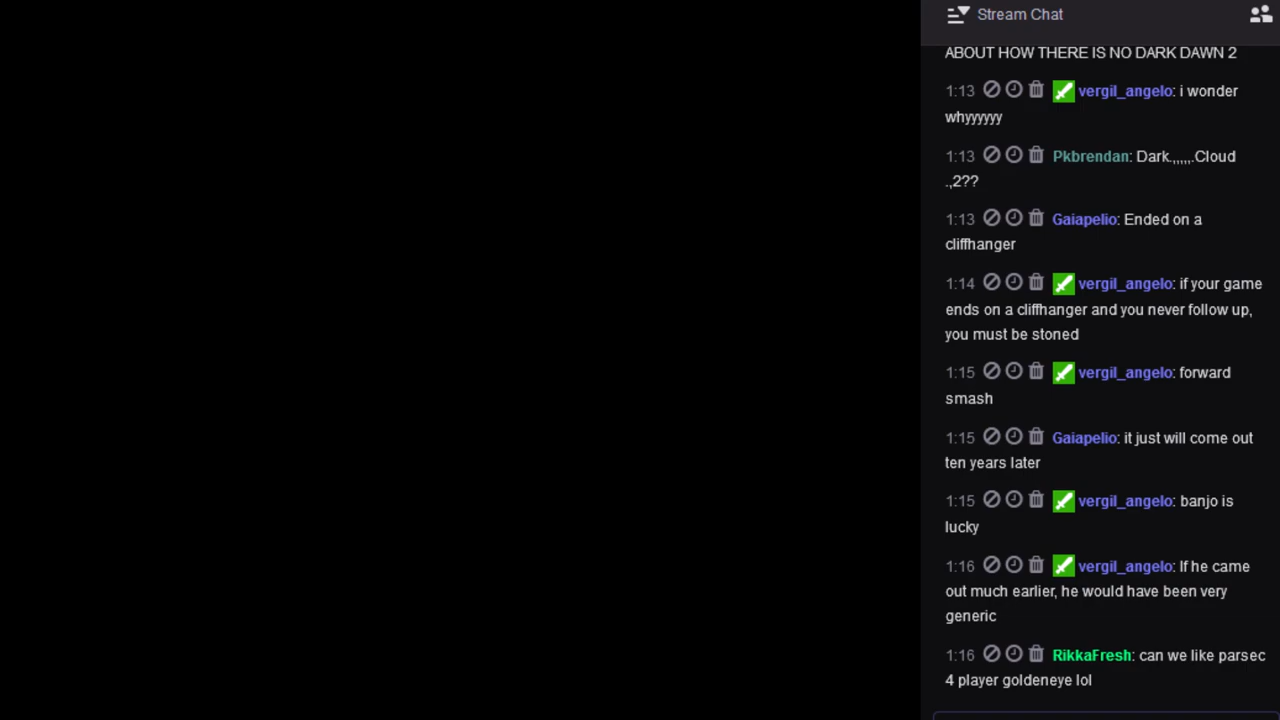 Stream Chat
ABOUT HOW THERE IS NO DARK DAWN 2
1:13 vergil_angelo: i wonder
whyyyyyy
1:13 Pkbrendan: Dark.,,,,,.Cloud
.,2??
1:13 Gaiapelio: Ended on a
cliffhanger
1:14 vergil_angelo: if your game
ends on a cliffhanger and you never follow up,
you must be stoned
1:15 vergil_angelo: forward
smash
1:15 Gaiapelio: it just will come out
ten years later
1:15 vergil_angelo: banjo is
lucky
1:16 vergil_angelo: If he came
out much earlier, he would have been very
generic
1:16 RikkaFresh: can we like parsec
4 player goldeneye lol